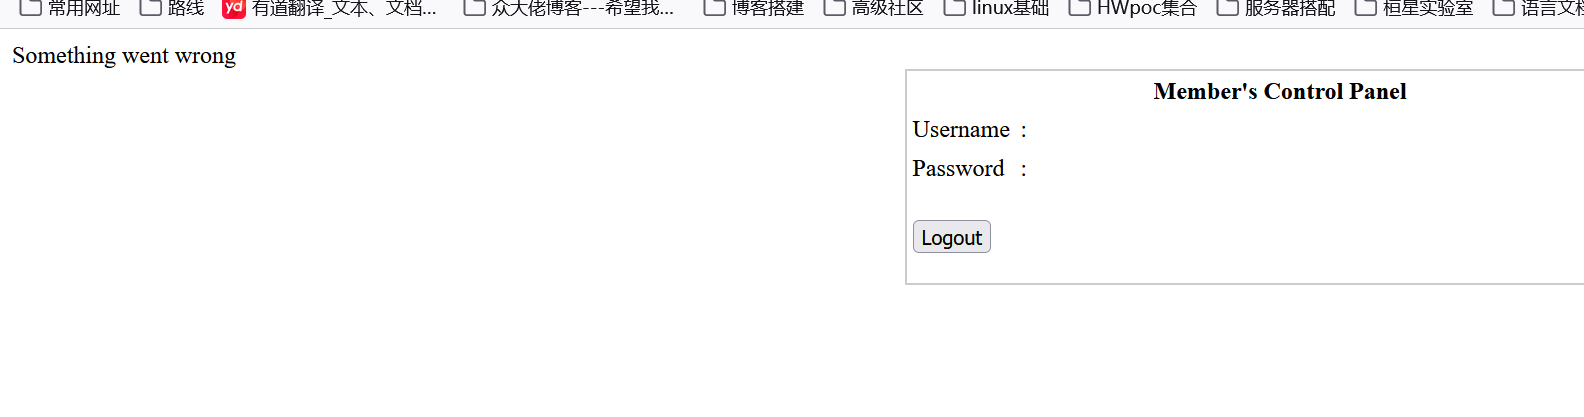 常用网址 路线 yd 有道翻译_文本、文档... 众大佬博客---希望我... 博客搭建 高级社区 linux基础 HWpoc集合 服务器搭配 桓星实验室 语言文档
Something went wrong
Member's Control Panel
Username :
Password :
Logout